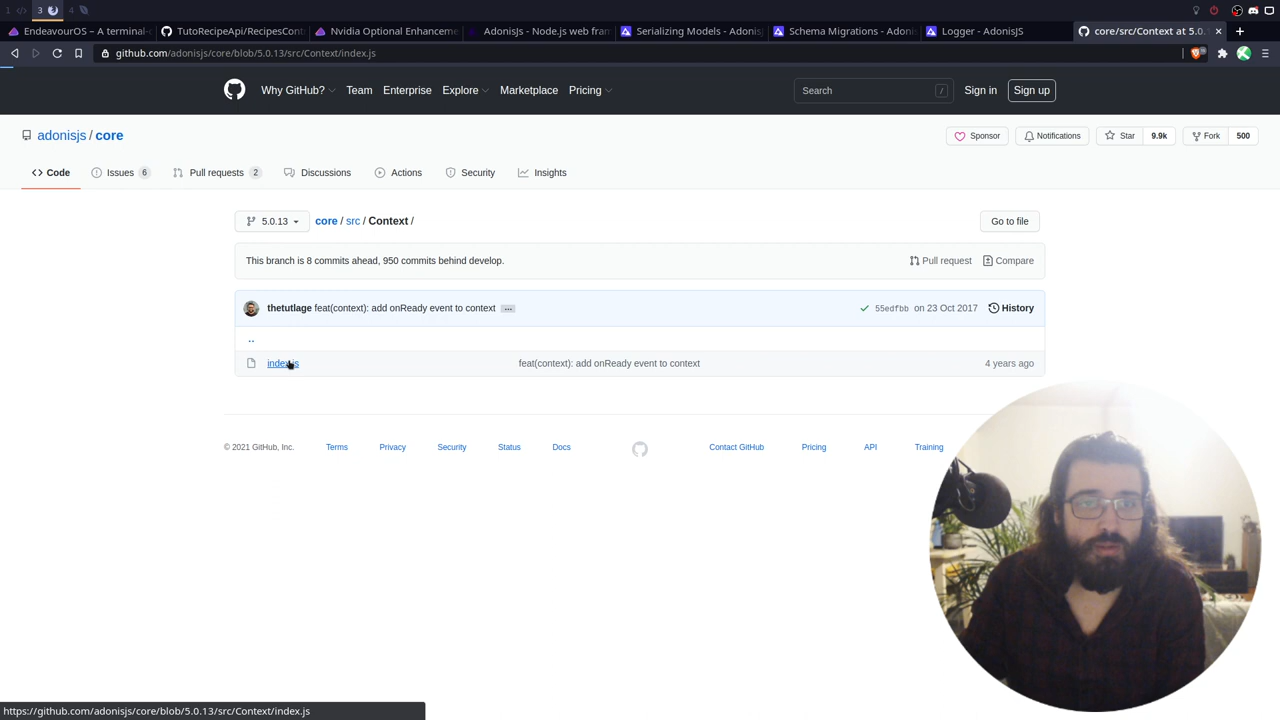 1
3
4
EndeavourOS – A terminal-c
TutoRecipeApi/RecipesCont
Nvidia Optional Enhanceme
AdonisJs - Node.js web fram
Serializing Models - Adonis
Schema Migrations - Adoni
Logger - AdonisJS
core/src/Context at 5.0.1
github.com/adonisjs/core/blob/5.0.13/src/Context/index.js
Why GitHub? Team Enterprise Explore Marketplace Pricing
Search /
Sign in
Sign up
adonisjs / core
Sponsor
Notifications
Star 9.9k
Fork 500
Code
Issues 6
Pull requests 2
Discussions
Actions
Security
Insights
5.0.13
core / src / Context /
Go to file
This branch is 8 commits ahead, 950 commits behind develop.
Pull request
Compare
thetutlage feat(context): add onReady event to context ...
55edfbb on 23 Oct 2017
History
..
index.js
feat(context): add onReady event to context
4 years ago
© 2021 GitHub, Inc.
Terms
Privacy
Security
Status
Docs
Contact GitHub
Pricing
API
Training
https://github.com/adonisjs/core/blob/5.0.13/src/Context/index.js